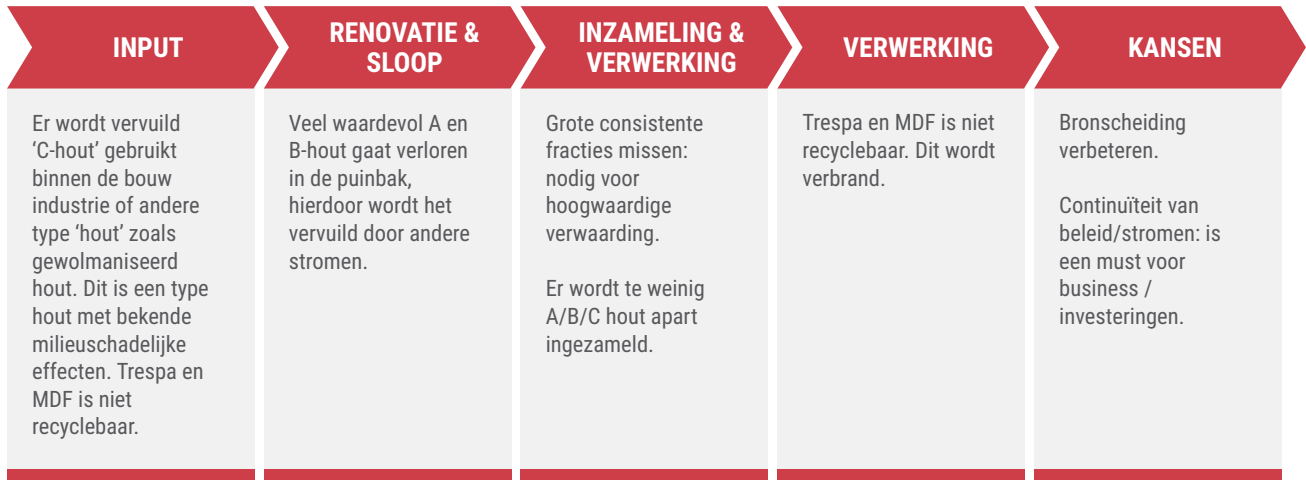 INPUT
Er wordt vervuild
‘C-hout’ gebruikt
binnen de bouw
industrie of andere
type ‘hout’ zoals
gewolmaniseerd
hout. Dit is een type
hout met bekende
milieuschadelijke
effecten. Trespa en
MDF is niet
recyclebaar.
RENOVATIE &
SLOOP
Veel waardevol A en
B-hout gaat verloren
in de puinbak,
hierdoor wordt het
vervuild door andere
stromen.
INZAMELING &
VERWERKING
Grote consistente
fracties missen:
nodig voor
hoogwaardige
verwaarding.
Er wordt te weinig
A/B/C hout apart
ingezameld.
VERWERKING
Trespa en MDF is niet
recyclebaar. Dit wordt
verbrand.
KANSEN
Bronscheiding
verbeteren.
Continuïteit van
beleid/stromen: is
een must voor
business /
investeringen.